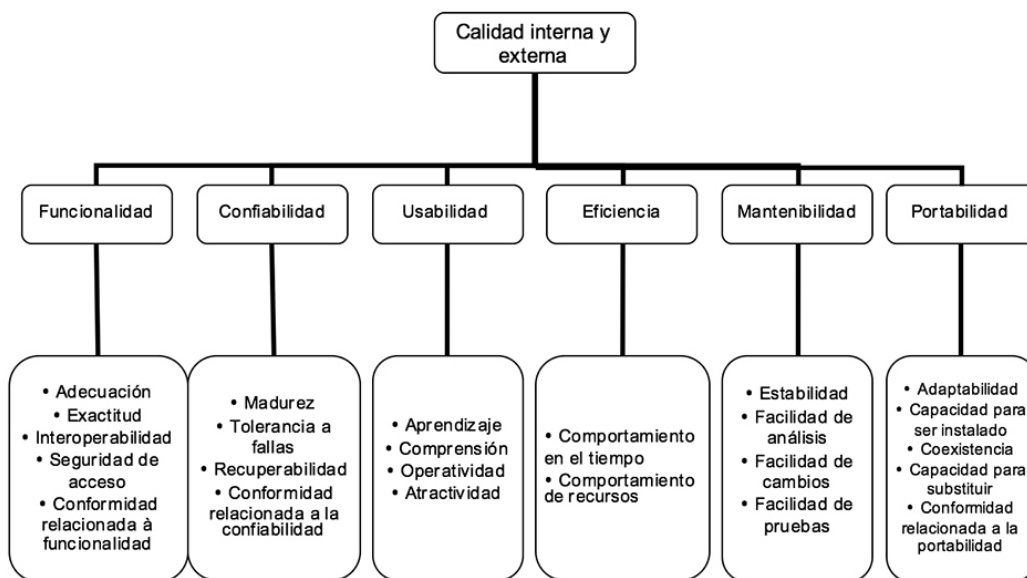 Calidad interna y
externa
Funcionalidad
Confiabilidad
Usabilidad
Eficiencia
Mantenibilidad
Portabilidad
• Adecuación
• Exactitud
• Interoperabilidad
• Seguridad de
acceso
• Conformidad
relacionada à
funcionalidad
• Madurez
• Tolerancia a
fallas
• Recuperabilidad
• Conformidad
relacionada a la
confiabilidad
• Aprendizaje
• Comprensión
• Operatividad
• Atractividad
• Comportamiento
en el tiempo
• Comportamiento
de recursos
• Estabilidad
• Facilidad de
análisis
• Facilidad de
cambios
• Facilidad de
pruebas
• Adaptabilidad
• Capacidad para
ser instalado
• Coexistencia
• Capacidad para
substituir
• Conformidad
relacionada a la
portabilidad